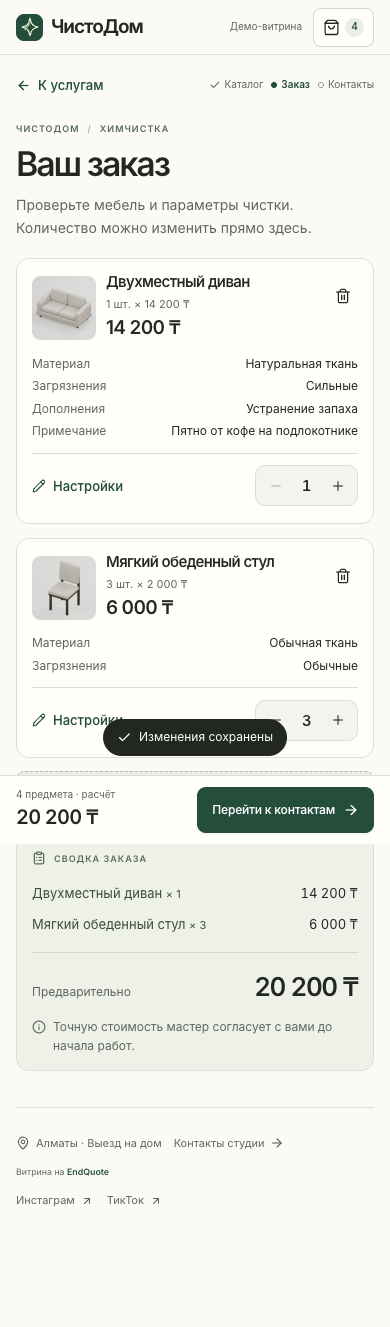 ЧистоДом
Демо-витрина
4
К услугам
Каталог
Заказ
Контакты
ЧИСТОДОМ / ХИМЧИСТКА
Ваш заказ
Проверьте мебель и параметры чистки.
Количество можно изменить прямо здесь.
Двухместный диван
1 шт. × 14 200 ₸
14 200 ₸
Материал Натуральная ткань
Загрязнения Сильные
Дополнения Устранение запаха
Примечание Пятно от кофе на подлокотнике
Настройки
1
Мягкий обеденный стул
3 шт. × 2 000 ₸
6 000 ₸
Материал Обычная ткань
Загрязнения Обычные
Настройки
3
Изменения сохранены
4 предмета · расчёт
20 200 ₸
Перейти к контактам
СВОДКА ЗАКАЗА
Двухместный диван × 1 14 200 ₸
Мягкий обеденный стул × 3 6 000 ₸
Предварительно 20 200 ₸
Точную стоимость мастер согласует с вами до
начала работ.
Алматы · Выезд на дом Контакты студии
Витрина на EndQuote
Инстаграм ТикТок